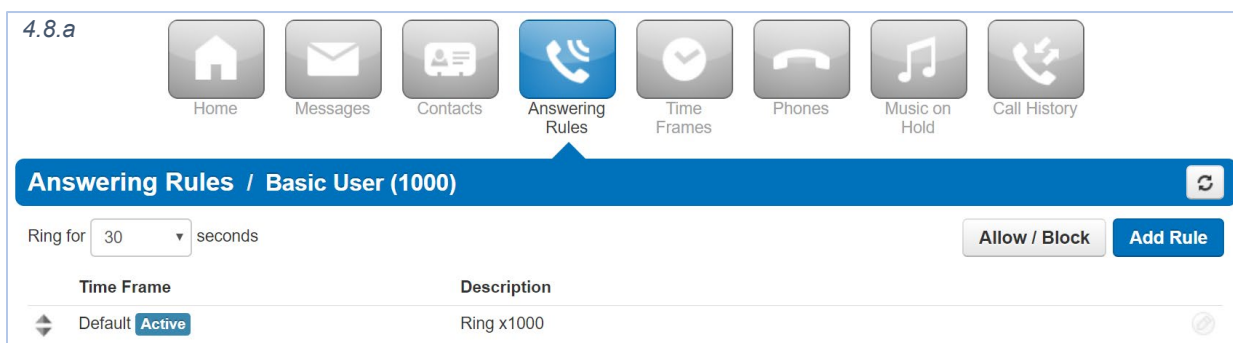 4.8.a
Home
Messages
Contacts
Answering
Rules
Time
Frames
Phones
Music on
Hold
Call History
Answering Rules / Basic User (1000)
Ring for 30 seconds
Allow / Block
Add Rule
Time Frame Description
Default Active Ring x1000